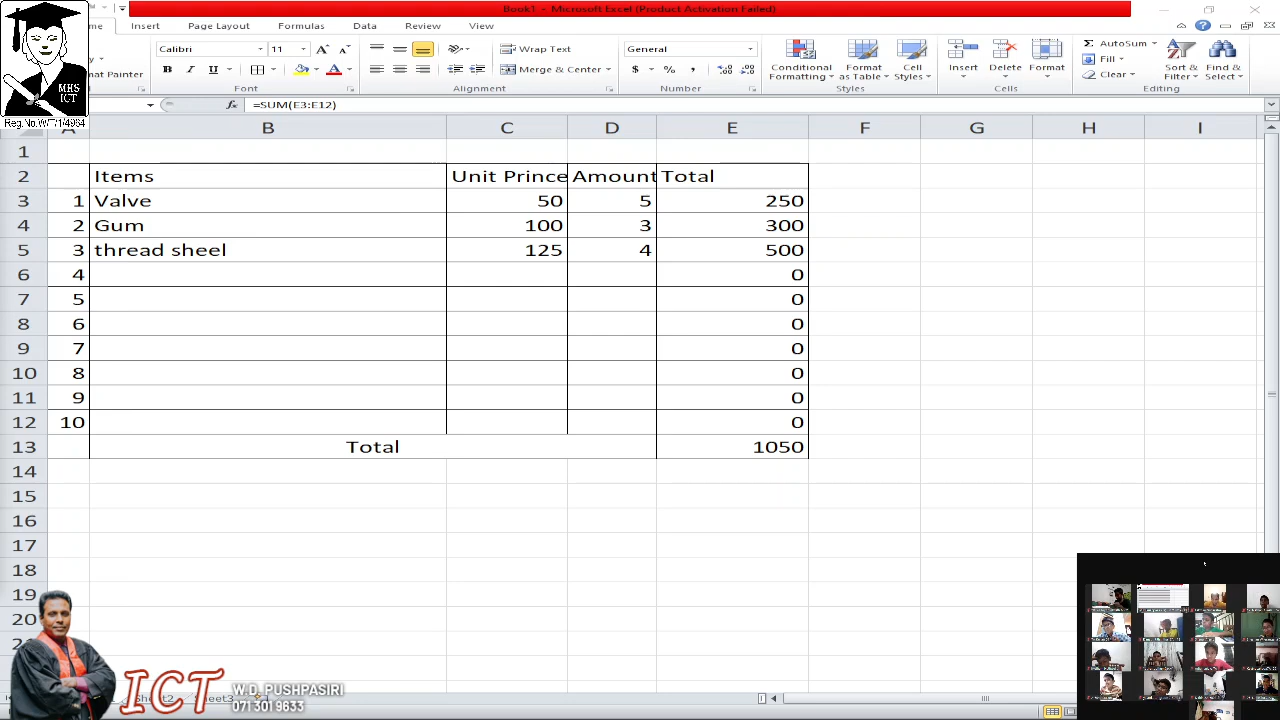 Book1 - Microsoft Excel (Product Activation Failed)
Insert Page Layout Formulas Data Review View
Calibri 11 Wrap Text General Conditional Formatting Format as Table Cell Styles Insert Delete Format AutoSum Fill Clear Sort & Filter Find & Select
Painter Merge & Center $ % ,
Font Alignment Number Styles Cells Editing
MHS
ICT
fx =SUM(E3:E12)
A B C D E F G H I
1
2 Items Unit Prince Amount Total
3 1 Valve 50 5 250
4 2 Gum 100 3 300
5 3 thread sheel 125 4 500
6 4 0
7 5 0
8 6 0
9 7 0
10 8 0
11 9 0
12 10 0
13 Total 1050
14
15
16
17
18
19
20
ICT W.D. PUSHPASIRI
071 301 9633
Sheet2 Sheet3